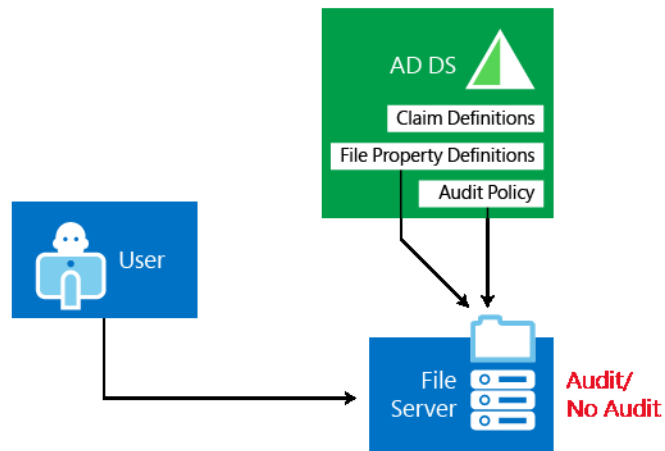 AD DS
Claim Definitions
File Property Definitions
Audit Policy
User
File
Server
Audit/
No Audit